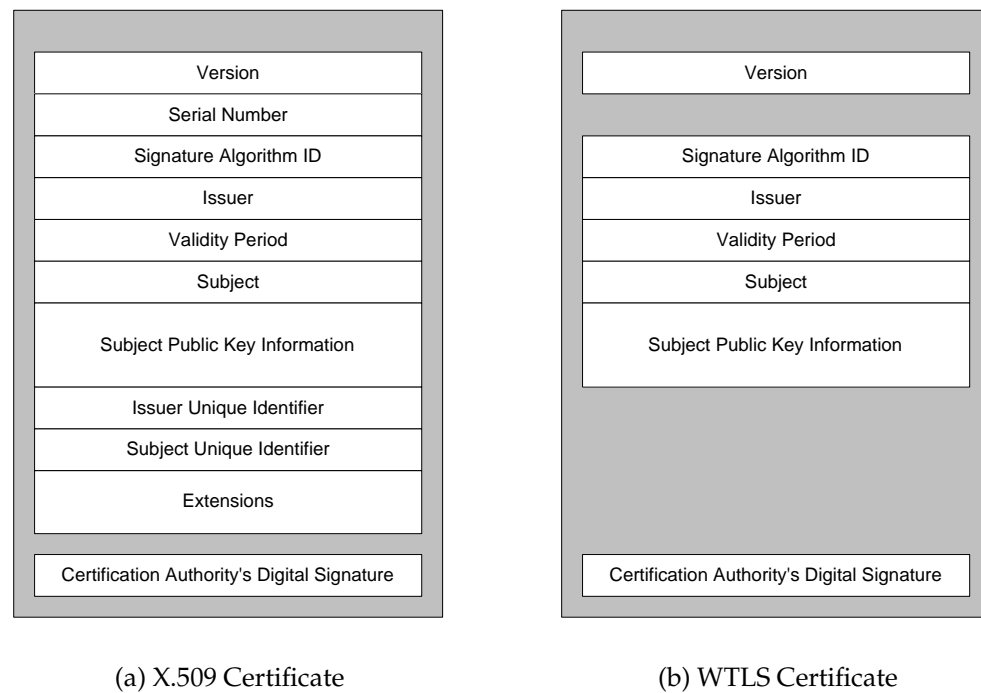 Version
Serial Number
Signature Algorithm ID
Issuer
Validity Period
Subject
Subject Public Key Information
Issuer Unique Identifier
Subject Unique Identifier
Extensions
Certification Authority's Digital Signature
(a) X.509 Certificate
Version
Signature Algorithm ID
Issuer
Validity Period
Subject
Subject Public Key Information
Certification Authority's Digital Signature
(b) WTLS Certificate